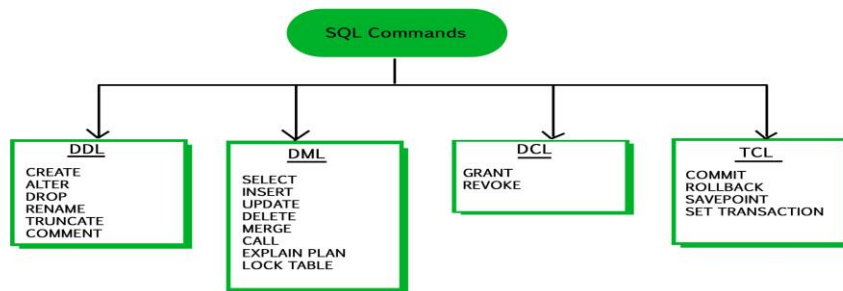 SQL Commands
DDL
CREATE
ALTER
DROP
RENAME
TRUNCATE
COMMENT
DML
SELECT
INSERT
UPDATE
DELETE
MERGE
CALL
EXPLAIN PLAN
LOCK TABLE
DCL
GRANT
REVOKE
TCL
COMMIT
ROLLBACK
SAVEPOINT
SET TRANSACTION